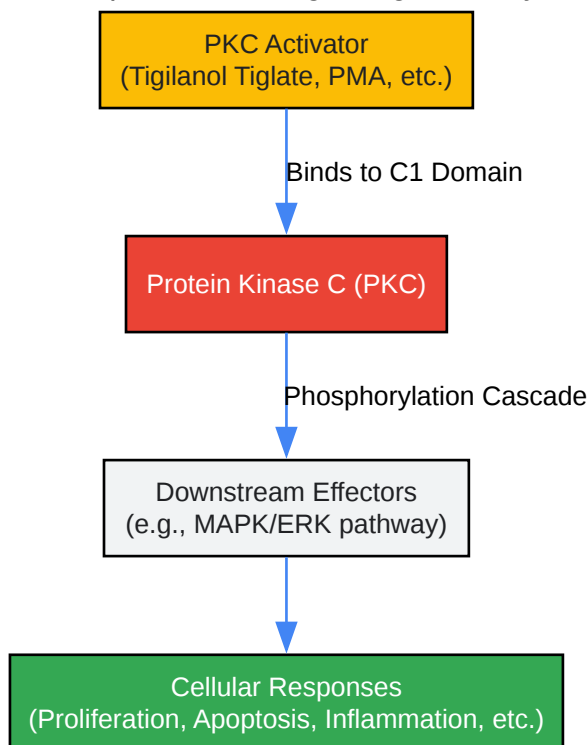 PKC Activator
(Tigilanol Tiglate, PMA, etc.)
Binds to C1 Domain
Protein Kinase C (PKC)
Phosphorylation Cascade
Downstream Effectors
(e.g., MAPK/ERK pathway)
Cellular Responses
(Proliferation, Apoptosis, Inflammation, etc.)